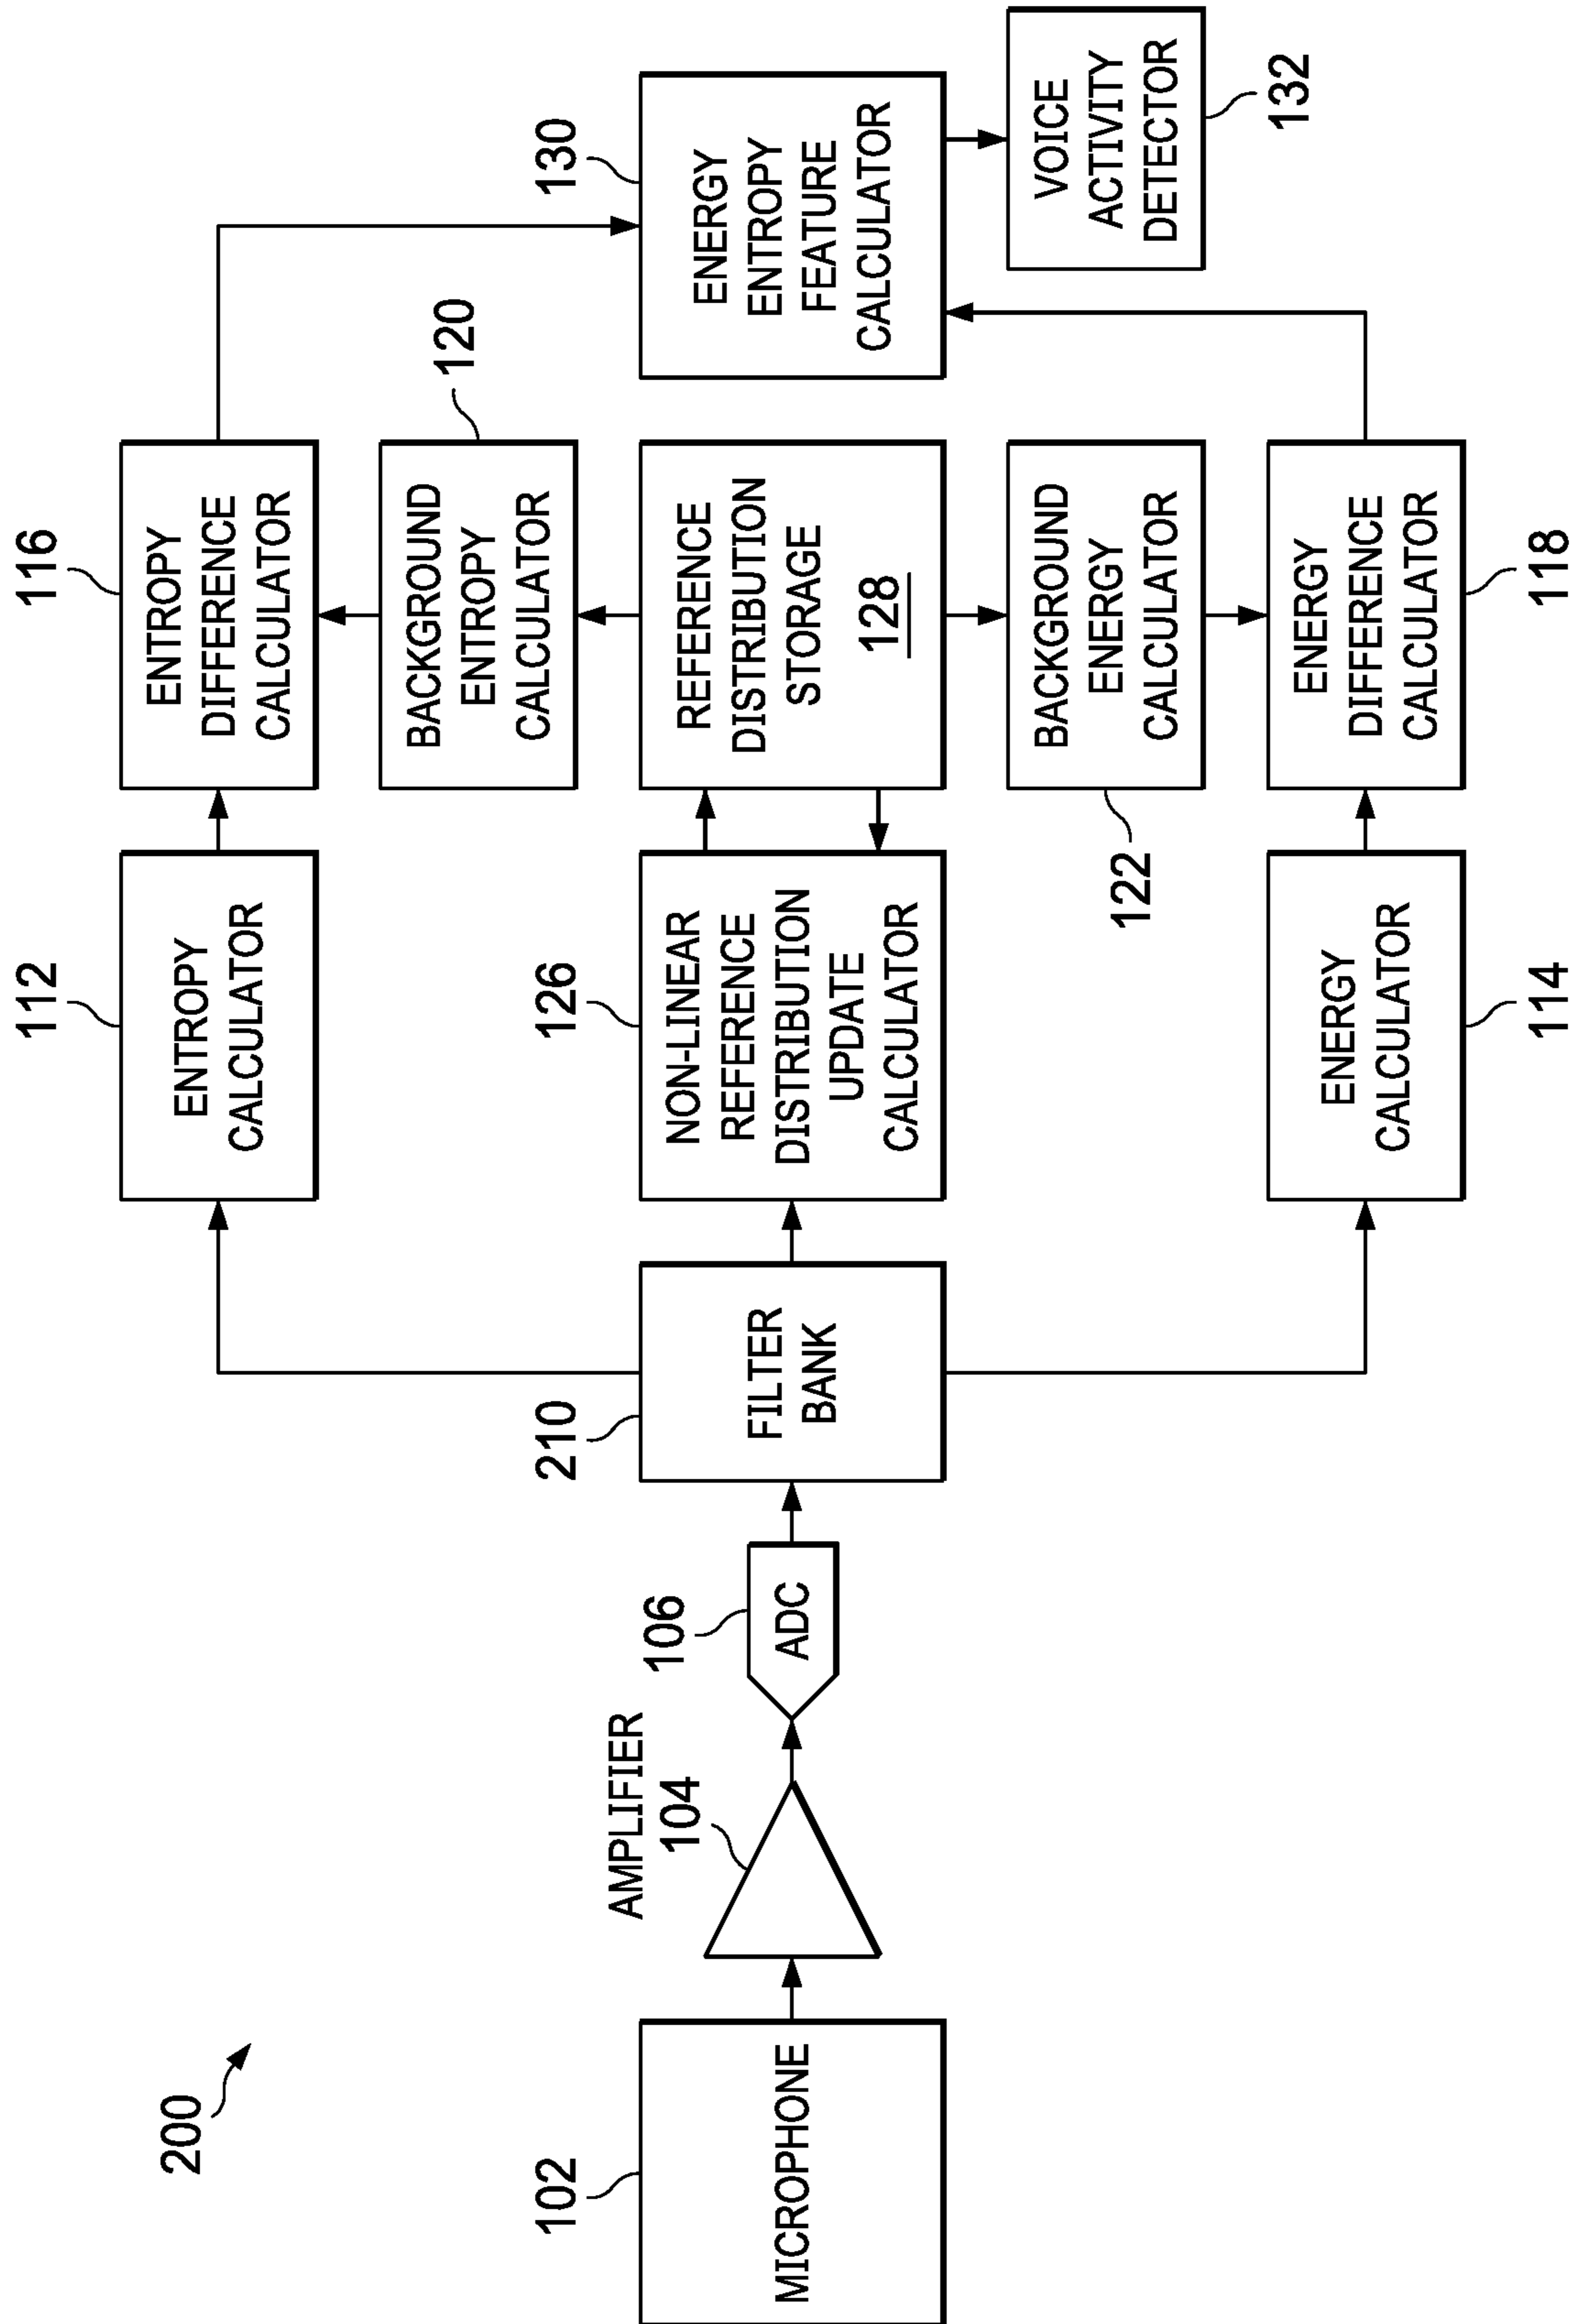 200
102
MICROPHONE
AMPLIFIER
104
106
ADC
210
FILTER
BANK
112
ENTROPY
CALCULATOR
126
NON-LINEAR
REFERENCE
DISTRIBUTION
UPDATE
CALCULATOR
ENERGY
CALCULATOR
114
116
ENTROPY
DIFFERENCE
CALCULATOR
120
BACKGROUND
ENTROPY
CALCULATOR
REFERENCE
DISTRIBUTION
STORAGE
128
BACKGROUND
ENERGY
CALCULATOR
122
ENERGY
DIFFERENCE
CALCULATOR
118
130
ENERGY
ENTROPY
FEATURE
CALCULATOR
VOICE
ACTIVITY
DETECTOR
132